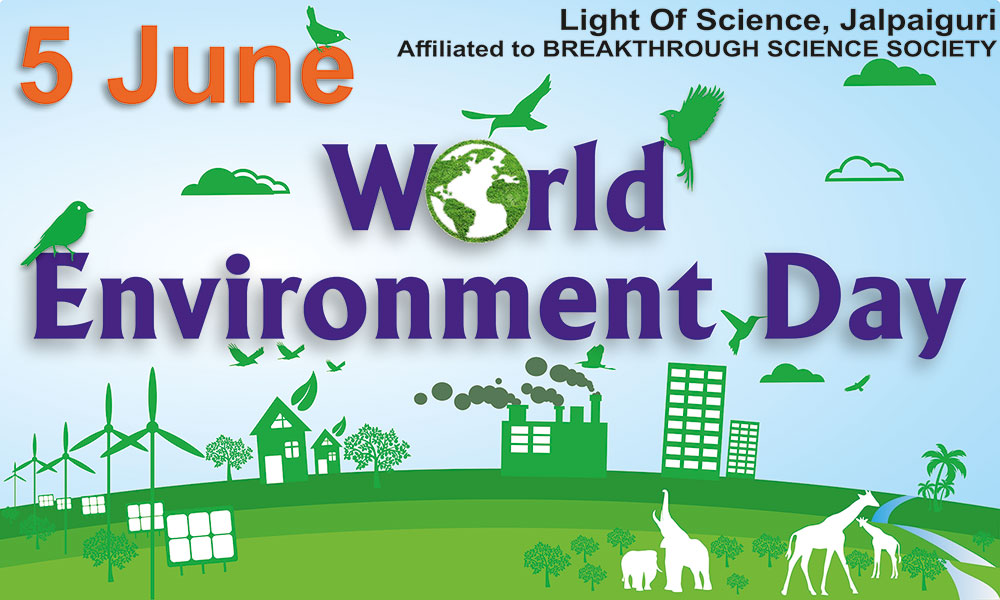 5 June
Light Of Science, Jalpaiguri
Affiliated to BREAKTHROUGH SCIENCE SOCIETY
World
Environment Day